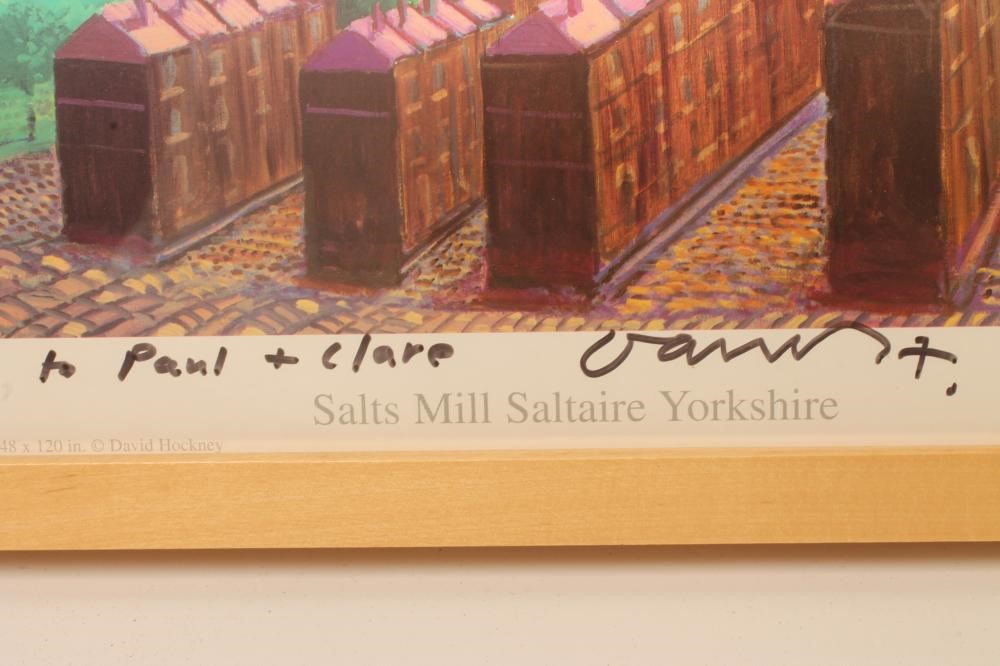 to Paul + Clare
Salts Mill Saltaire Yorkshire
48 x 120 in. © David Hockney